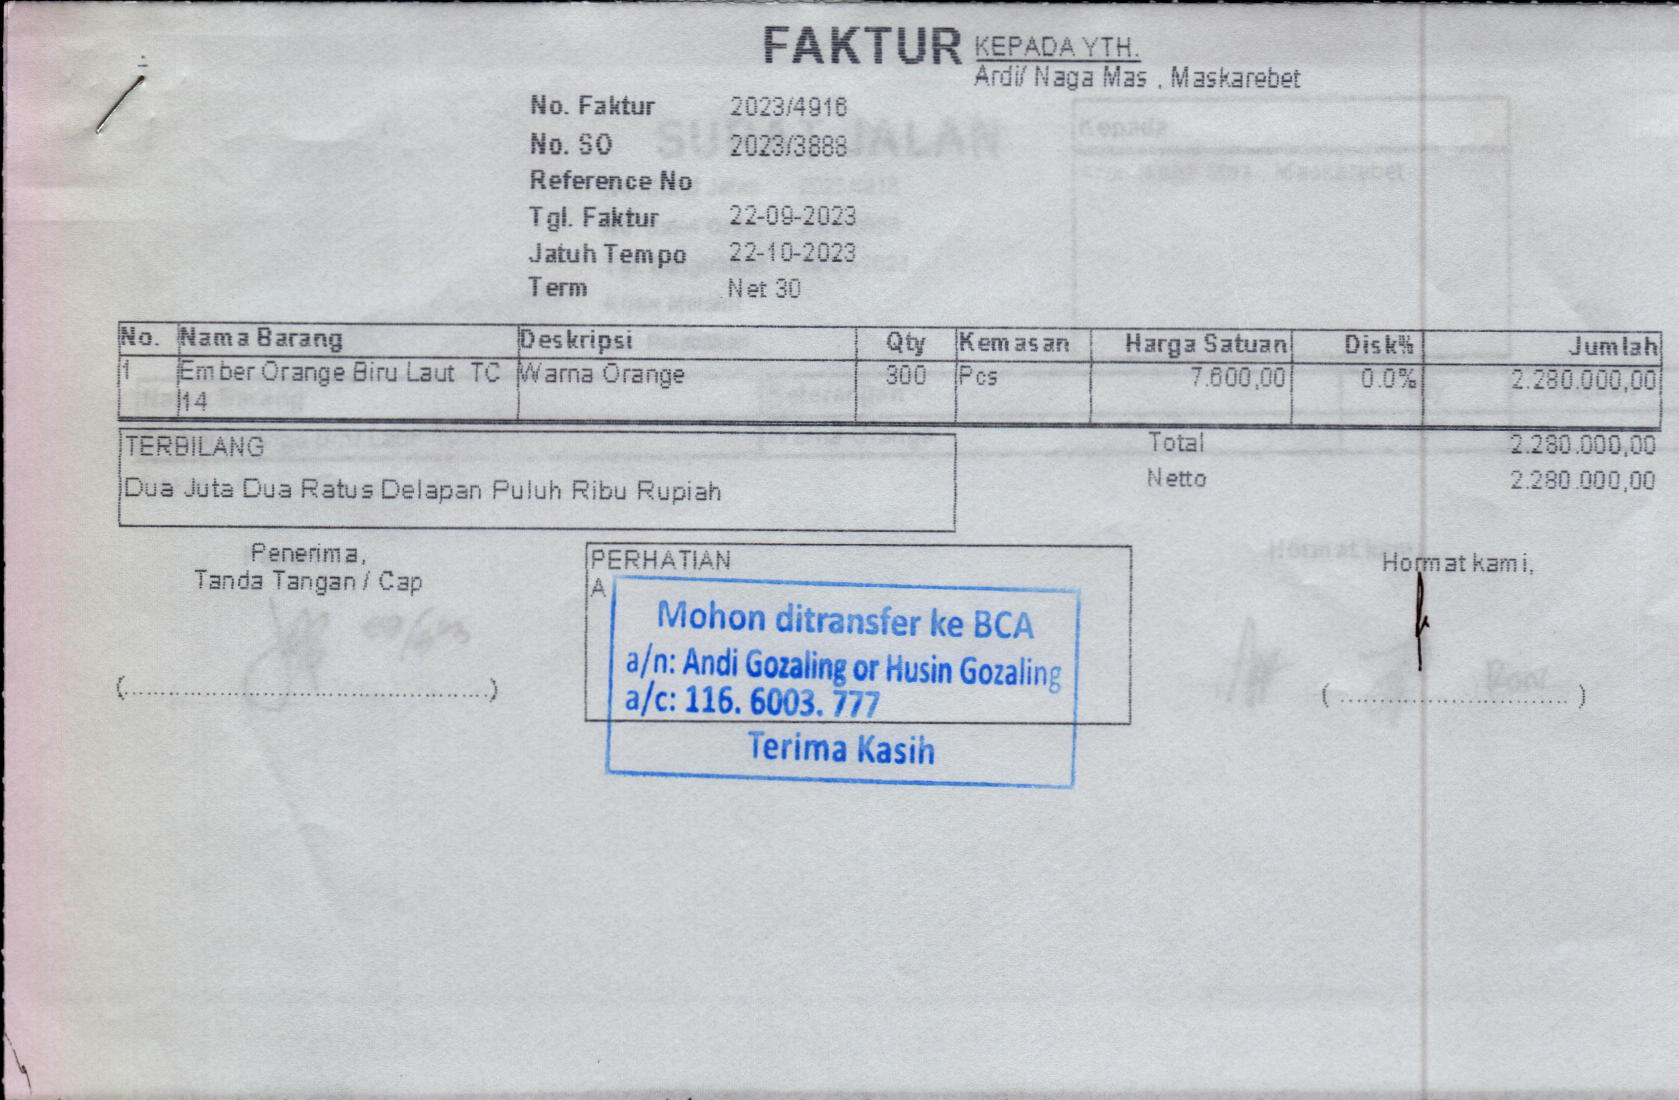 FAKTUR
KEPADA YTH.
Ardi/ Naga Mas , Maskarebet
No. Faktur 2023/4916
No. SO 2023/3888
Reference No
Tgl. Faktur 22-09-2023
Jatuh Tempo 22-10-2023
Term Net 30
No. Nama Barang Deskripsi Qty Kemasan Harga Satuan Disk% Jumlah
1 Ember Orange Biru Laut TC Warna Orange 300 Pcs 7.600,00 0.0% 2.280.000,00
14
TERBILANG
Dua Juta Dua Ratus Delapan Puluh Ribu Rupiah
Total 2.280.000,00
Netto 2.280.000,00
Penerima,
Tanda Tangan / Cap
(...............................................)
PERHATIAN
A
Mohon ditransfer ke BCA
a/n: Andi Gozaling or Husin Gozaling
a/c: 116. 6003. 777
Terima Kasih
Hormat kami,
( ............................. )
SURAT JALAN
Kepada